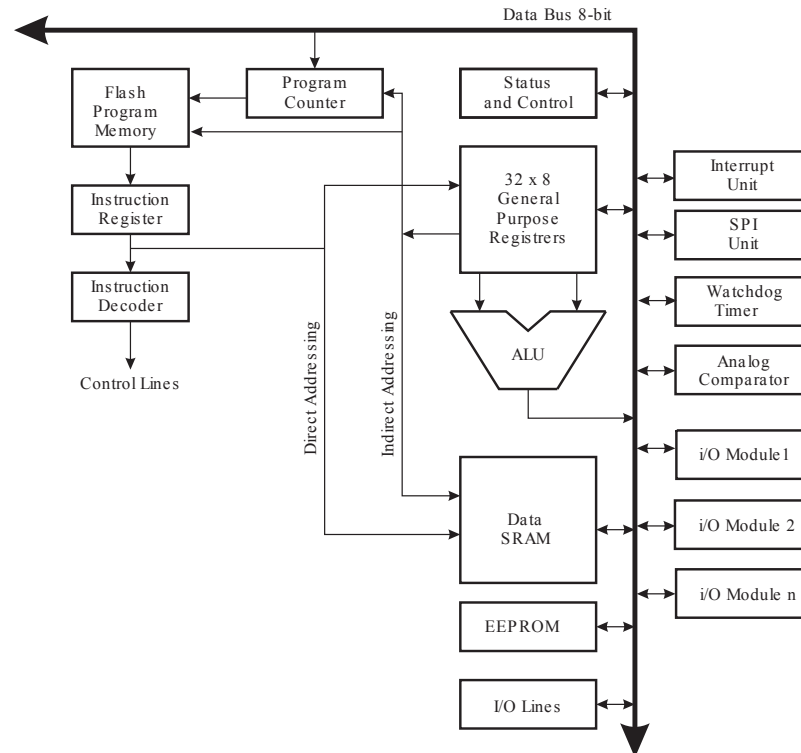 Data Bus 8-bit
Flash
Program
Memory
Program
Counter
Status
and Control
Instruction
Register
32 x 8
General
Purpose
Registrers
Interrupt
Unit
SPI
Unit
Instruction
Decoder
Watchdog
Timer
Control Lines
Direct Addressing
Indirect Addressing
ALU
Analog
Comparator
i/O Module1
Data
SRAM
i/O Module 2
i/O Module n
EEPROM
I/O Lines